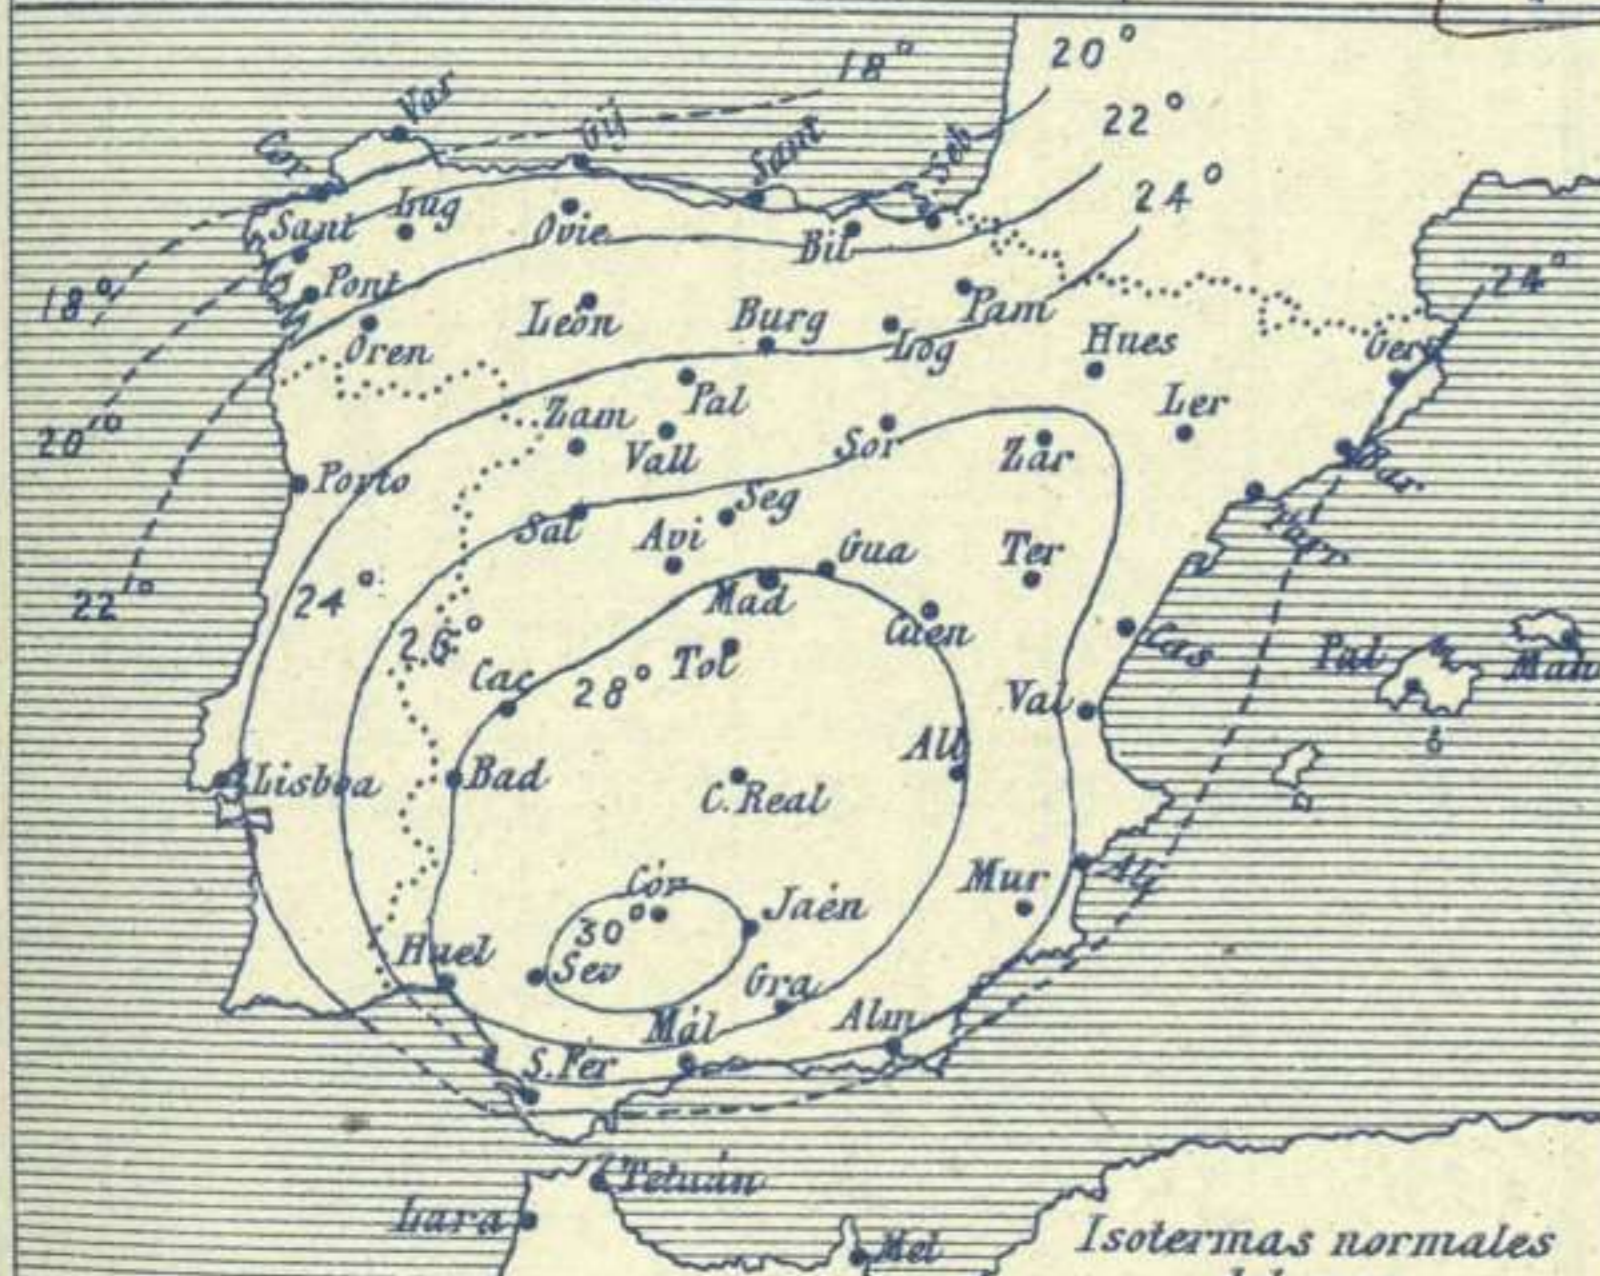 20°
18°
Vas
22°
Gij
Sant
Seb
Cor
24°
Lug
Sant
Ovie
Bil
24°
Pont
18°
León
Burg
Pam
Log
Hues
Ger
Oren
Zam
Pal
Ler
20°
Vall
Sor
Zar
Bar
Porto
Seg
Sal
Avi
Gua
Ter
Tarr
22°
24°
Mad
Cuen
26°
Cas
Pal
Mah
Cac
28°
Tol
Val
Alb
Lisboa
Bad
C. Real
Mur
Al
Cór
Jaén
30°
Huel
Sev
Gra
Mál
Alm
S. Fer
Tetuán
Lara
Mel
Isotermas normales